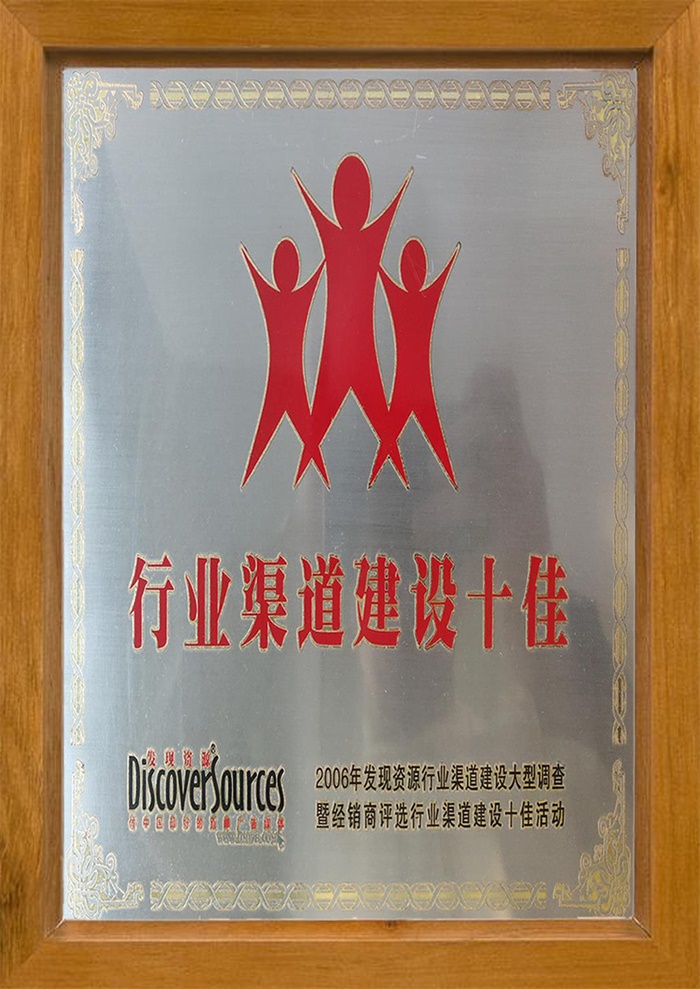 行业渠道建设十佳
发现资源®
DiscoverSources
2006年发现资源行业渠道建设大型调查
暨经销商评选行业渠道建设十佳活动